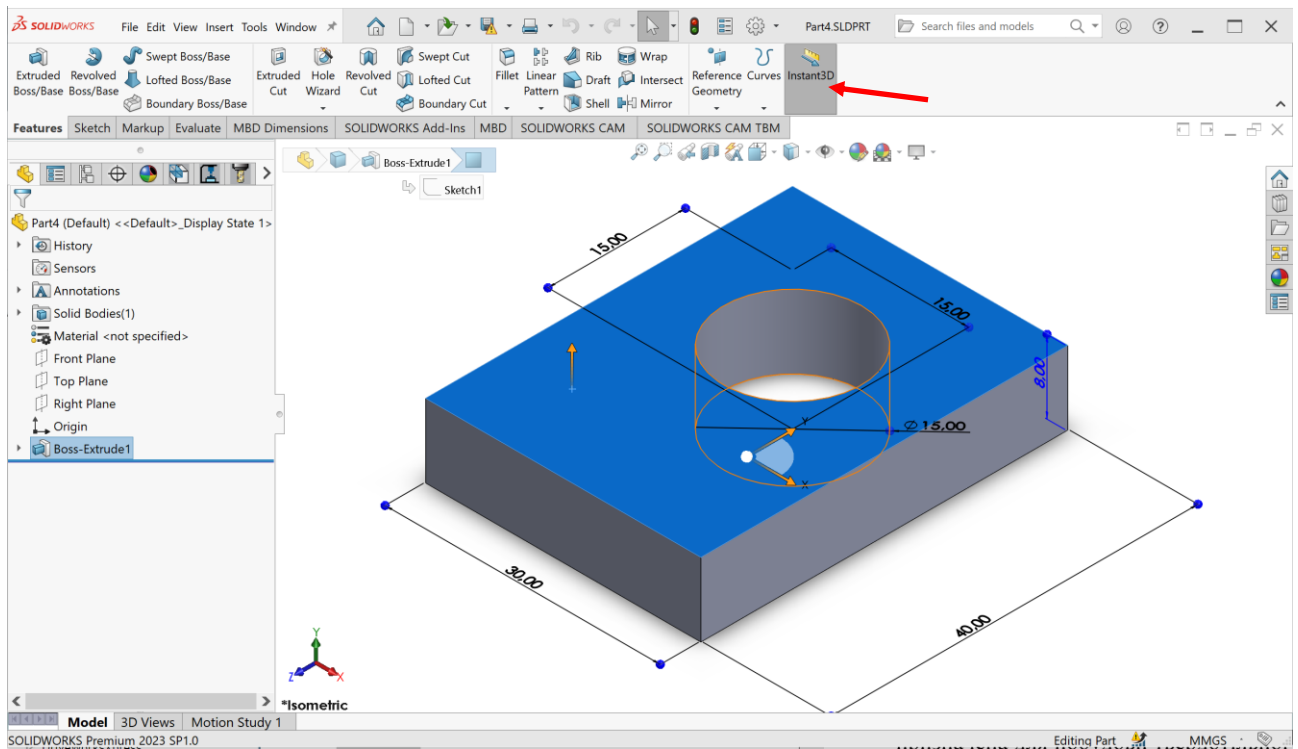 SOLIDWORKS File Edit View Insert Tools Window Part4.SLDPRT Search files and models
Extruded Boss/Base Revolved Boss/Base Swept Boss/Base Lofted Boss/Base Boundary Boss/Base
Extruded Cut Hole Wizard Revolved Cut Swept Cut Lofted Cut Boundary Cut
Fillet Linear Pattern Rib Draft Shell Wrap Intersect Mirror
Reference Geometry Curves Instant3D
Features Sketch Markup Evaluate MBD Dimensions SOLIDWORKS Add-Ins MBD SOLIDWORKS CAM SOLIDWORKS CAM TBM
Boss-Extrude1
Sketch1
Part4 (Default) <<Default>_Display State 1>
History
Sensors
Annotations
Solid Bodies(1)
Material <not specified>
Front Plane
Top Plane
Right Plane
Origin
Boss-Extrude1
15,00
15,00
8,00
Ø 15,00
Y
X
30,00
40,00
Y
Z X
*Isometric
Model 3D Views Motion Study 1
SOLIDWORKS Premium 2023 SP1.0 Editing Part MMGS